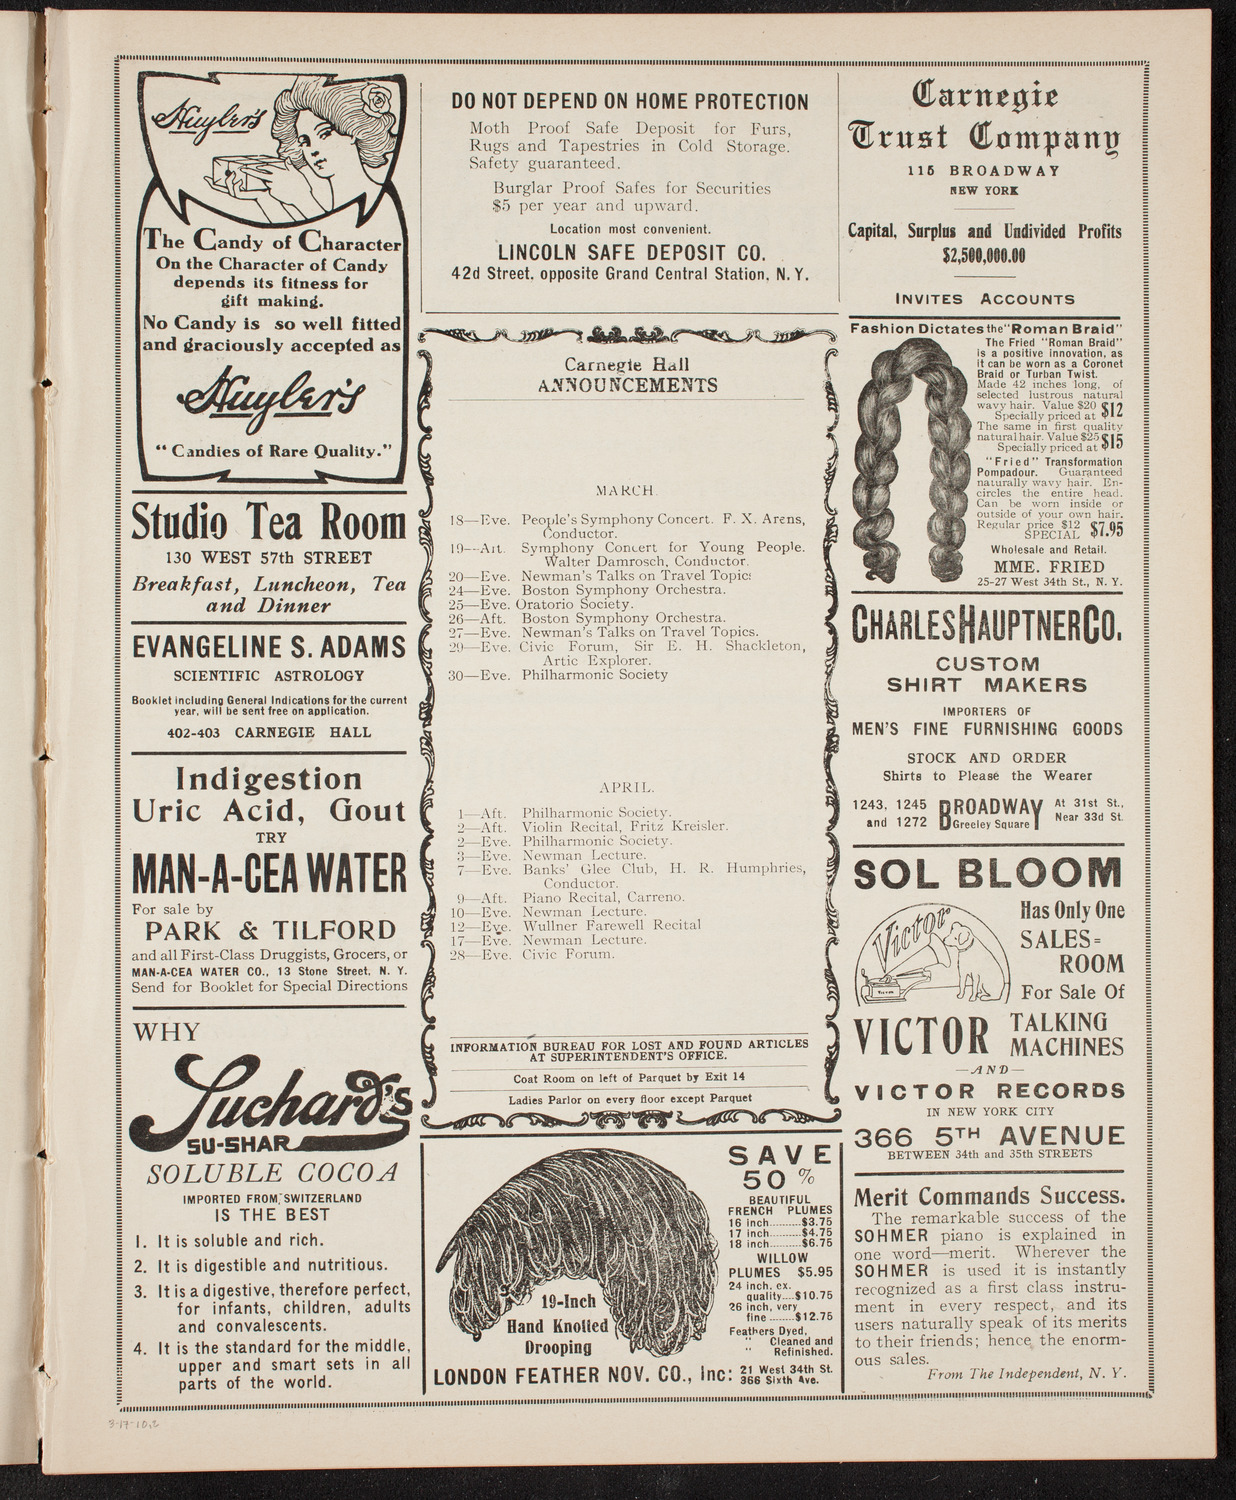 Huyler's
The Candy of Character
On the Character of Candy
depends its fitness for
gift making.
No Candy is so well fitted
and graciously accepted as
Huyler's
"Candies of Rare Quality."
Studio Tea Room
130 WEST 57th STREET
Breakfast, Luncheon, Tea
and Dinner
EVANGELINE S. ADAMS
SCIENTIFIC ASTROLOGY
Booklet including General Indications for the current
year, will be sent free on application.
402-403 CARNEGIE HALL
Indigestion
Uric Acid, Gout
TRY
MAN-A-CEA WATER
For sale by
PARK & TILFORD
and all First-Class Druggists, Grocers, or
MAN-A-CEA WATER CO., 13 Stone Street, N. Y.
Send for Booklet for Special Directions
WHY
Suchard's
SU-SHAR
SOLUBLE COCOA
IMPORTED FROM SWITZERLAND
IS THE BEST
1. It is soluble and rich.
2. It is digestible and nutritious.
3. It is a digestive, therefore perfect,
for infants, children, adults
and convalescents.
4. It is the standard for the middle,
upper and smart sets in all
parts of the world.
DO NOT DEPEND ON HOME PROTECTION
Moth Proof Safe Deposit for Furs,
Rugs and Tapestries in Cold Storage.
Safety guaranteed.
Burglar Proof Safes for Securities
$5 per year and upward.
Location most convenient.
LINCOLN SAFE DEPOSIT CO.
42d Street, opposite Grand Central Station, N. Y.
Carnegie Hall
ANNOUNCEMENTS
MARCH.
18—Eve. People's Symphony Concert. F. X. Arens,
Conductor.
19—Aft. Symphony Concert for Young People.
Walter Damrosch, Conductor.
20—Eve. Newman's Talks on Travel Topics
24—Eve. Boston Symphony Orchestra.
25—Eve. Oratorio Society.
26—Aft. Boston Symphony Orchestra.
27—Eve. Newman's Talks on Travel Topics.
29—Eve. Civic Forum, Sir E. H. Shackleton,
Artic Explorer.
30—Eve. Philharmonic Society
APRIL.
1—Aft. Philharmonic Society.
2—Aft. Violin Recital, Fritz Kreisler.
2—Eve. Philharmonic Society.
3—Eve. Newman Lecture.
7—Eve. Banks' Glee Club, H. R. Humphries,
Conductor.
9—Aft. Piano Recital, Carreno.
10—Eve. Newman Lecture.
12—Eve. Wullner Farewell Recital
17—Eve. Newman Lecture.
28—Eve. Civic Forum.
INFORMATION BUREAU FOR LOST AND FOUND ARTICLES
AT SUPERINTENDENT'S OFFICE.
Coat Room on left of Parquet by Exit 14
Ladies Parlor on every floor except Parquet
19-Inch
Hand Knotted
Drooping
SAVE
50 %
BEAUTIFUL
FRENCH PLUMES
16 inch..........$3.75
17 inch..........$4.75
18 inch..........$6.75
WILLOW
PLUMES $5.95
24 inch, ex.
quality....$10.75
26 inch, very
fine ........$12.75
Feathers Dyed,
" Cleaned and
" Refinished.
LONDON FEATHER NOV. CO., Inc: 21 West 34th St.
366 Sixth Ave.
Carnegie
Trust Company
115 BROADWAY
NEW YORK
Capital, Surplus and Undivided Profits
$2,500,000.00
INVITES ACCOUNTS
Fashion Dictates the "Roman Braid"
The Fried "Roman Braid"
is a positive innovation, as
it can be worn as a Coronet
Braid or Turban Twist.
Made 42 inches long, of
selected lustrous natural
wavy hair. Value $20
Specially priced at $12
The same in first quality
natural hair. Value $25
Specially priced at $15
"Fried" Transformation
Pompadour. Guaranteed
naturally wavy hair. En-
circles the entire head.
Can be worn inside or
outside of your own hair.
Regular price $12
SPECIAL $7.95
Wholesale and Retail.
MME. FRIED
25-27 West 34th St., N. Y.
CHARLES HAUPTNER CO.
CUSTOM
SHIRT MAKERS
IMPORTERS OF
MEN'S FINE FURNISHING GOODS
STOCK AND ORDER
Shirts to Please the Wearer
1243, 1245 and 1272 BROADWAY Greeley Square At 31st St., Near 33d St.
SOL BLOOM
Victor
Has Only One
SALES=
ROOM
For Sale Of
VICTOR TALKING MACHINES
—AND—
VICTOR RECORDS
IN NEW YORK CITY
366 5TH AVENUE
BETWEEN 34th and 35th STREETS
Merit Commands Success.
The remarkable success of the
SOHMER piano is explained in
one word—merit. Wherever the
SOHMER is used it is instantly
recognized as a first class instru-
ment in every respect, and its
users naturally speak of its merits
to their friends; hence the enorm-
ous sales.
From The Independent, N. Y.
3-17-10,2